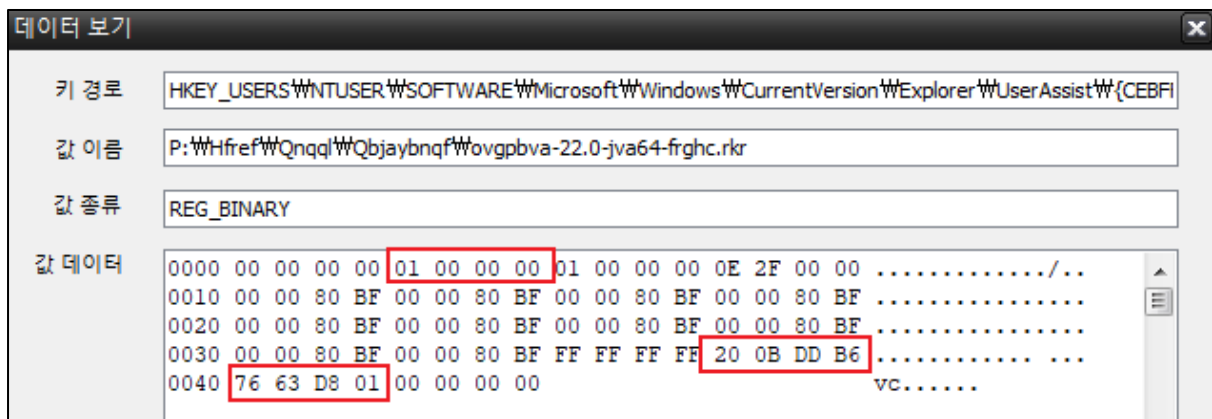 데이터 보기
키 경로 HKEY_USERS₩NTUSER₩SOFTWARE₩Microsoft₩Windows₩CurrentVersion₩Explorer₩UserAssist₩{CEBF
값 이름 P:₩Hfref₩Qnqql₩Qbjaybnqf₩ovgpbva-22.0-jva64-frghc.rkr
값 종류 REG_BINARY
값 데이터 0000 00 00 00 00 01 00 00 00 01 00 00 00 0E 2F 00 00 ............../..
0010 00 00 80 BF 00 00 80 BF 00 00 80 BF 00 00 80 BF ................
0020 00 00 80 BF 00 00 80 BF 00 00 80 BF 00 00 80 BF ................
0030 00 00 80 BF 00 00 80 BF FF FF FF FF 20 0B DD B6 ............ ...
0040 76 63 D8 01 00 00 00 00 vc......